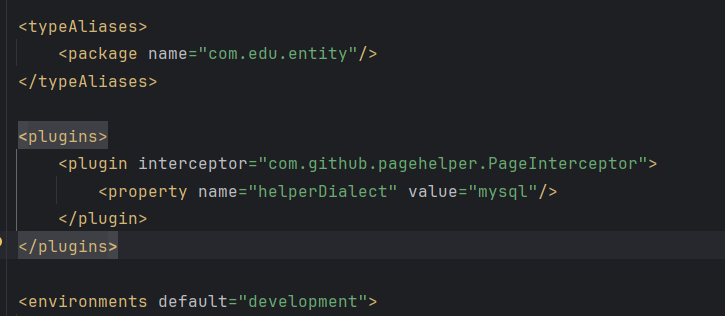 <typeAliases>
<package name="com.edu.entity"/>
</typeAliases>
<plugins>
<plugin interceptor="com.github.pagehelper.PageInterceptor">
<property name="helperDialect" value="mysql"/>
</plugin>
</plugins>
<environments default="development">